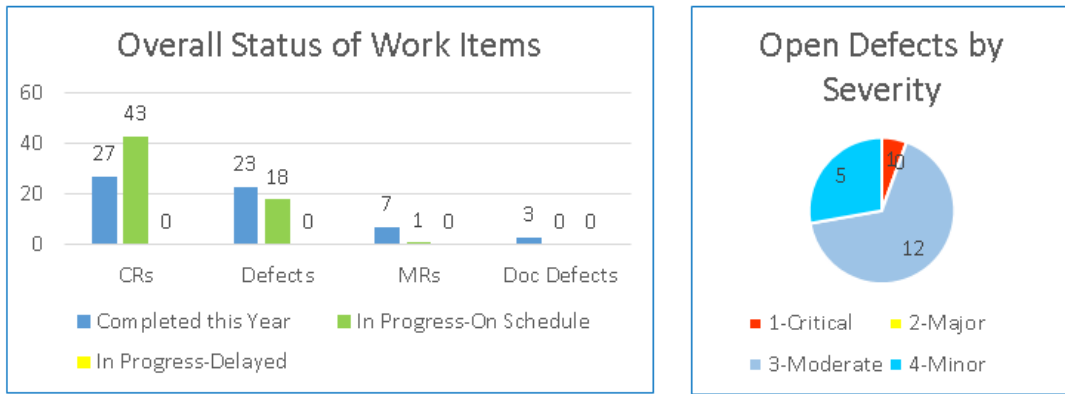 Overall Status of Work Items
60
40
20
0
27
43
0
23
18
0
7
1
0
3
0
0
CRs
Defects
MRs
Doc Defects
Completed this Year
In Progress-On Schedule
In Progress-Delayed
Open Defects by
Severity
1
0
5
12
1-Critical
2-Major
3-Moderate
4-Minor